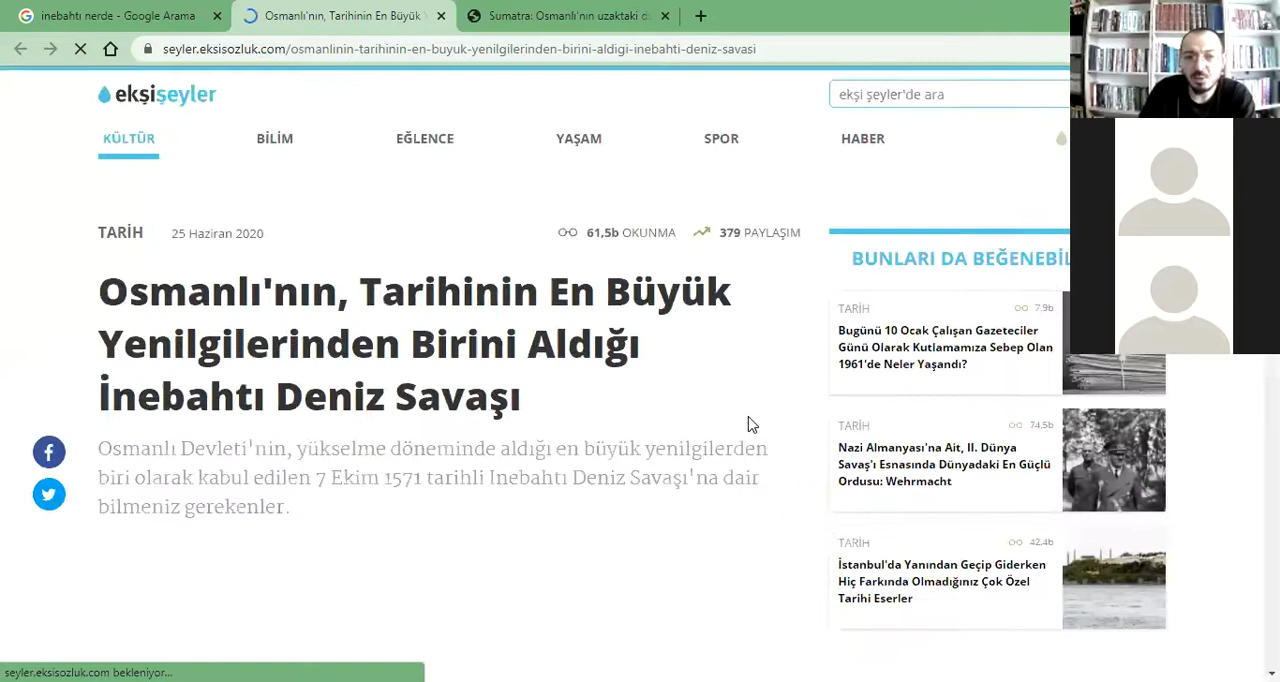 inebahtı nerde - Google Arama
Osmanlı'nın, Tarihinin En Büyük
Sumatra: Osmanlı'nın uzaktaki
seyler.eksisozluk.com/osmanlinin-tarihinin-en-buyuk-yenilgilerinden-birini-aldigi-inebahti-deniz-savasi
ekşişeyler
ekşi şeyler'de ara
KÜLTÜR
BİLİM
EĞLENCE
YAŞAM
SPOR
HABER
TARİH
25 Haziran 2020
61,5b OKUNMA
379 PAYLAŞIM
Osmanlı'nın, Tarihinin En Büyük
Yenilgilerinden Birini Aldığı
İnebahtı Deniz Savaşı
Osmanlı Devleti'nin, yükselme döneminde aldığı en büyük yenilgilerden
biri olarak kabul edilen 7 Ekim 1571 tarihli Inebahtı Deniz Savaşı'na dair
bilmeniz gerekenler.
BUNLARI DA BEĞENEBİL
TARİH
7,9b
Bugünü 10 Ocak Çalışan Gazeteciler
Günü Olarak Kutlamamıza Sebep Olan
1961'de Neler Yaşandı?
TARİH
74,5b
Nazi Almanyası'na Ait, II. Dünya
Savaş'ı Esnasında Dünyadaki En Güçlü
Ordusu: Wehrmacht
TARİH
42,4b
İstanbul'da Yanından Geçip Giderken
Hiç Farkında Olmadığınız Çok Özel
Tarihi Eserler
seyler.eksisozluk.com bekleniyor...